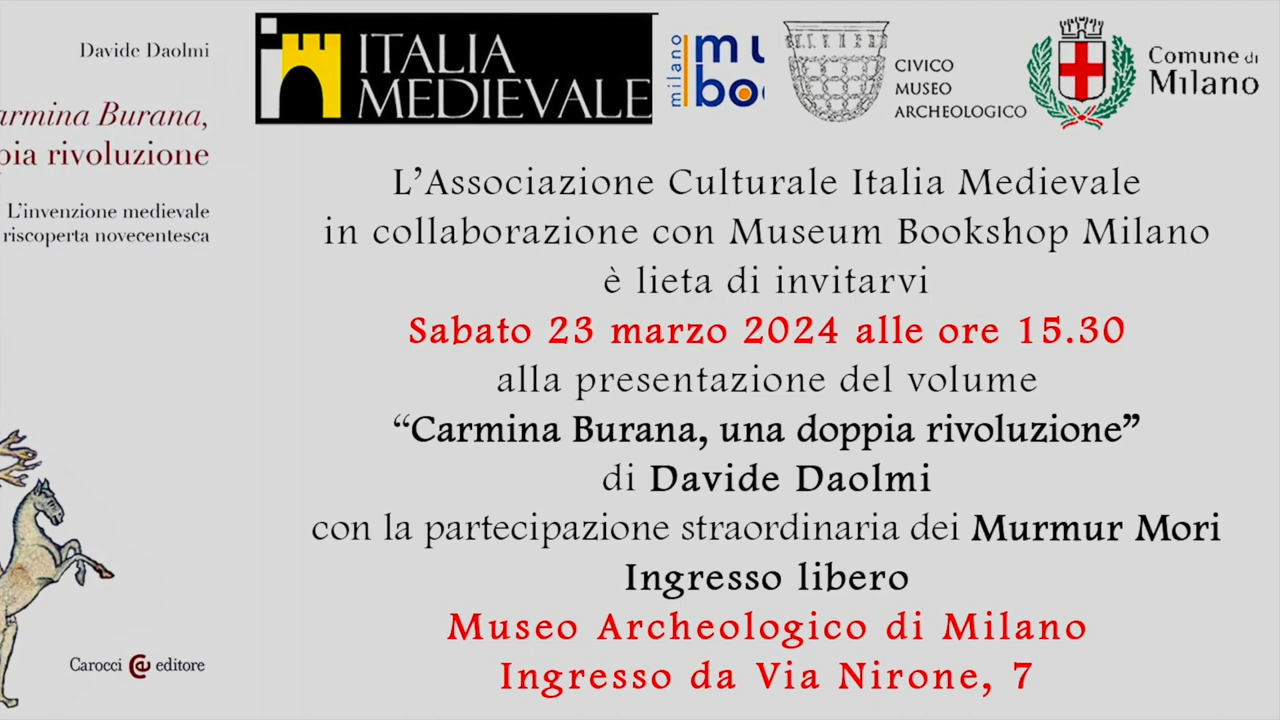 Davide Daolmi
armina Burana,
pia rivoluzione
L'invenzione medievale
riscoperta novecentesca
Carocci editore
ITALIA
MEDIEVALE
milano
mu
bo
CIVICO
MUSEO
ARCHEOLOGICO
Comune di
Milano
L'Associazione Culturale Italia Medievale
in collaborazione con Museum Bookshop Milano
è lieta di invitarvi
Sabato 23 marzo 2024 alle ore 15.30
alla presentazione del volume
“Carmina Burana, una doppia rivoluzione”
di Davide Daolmi
con la partecipazione straordinaria dei Murmur Mori
Ingresso libero
Museo Archeologico di Milano
Ingresso da Via Nirone, 7